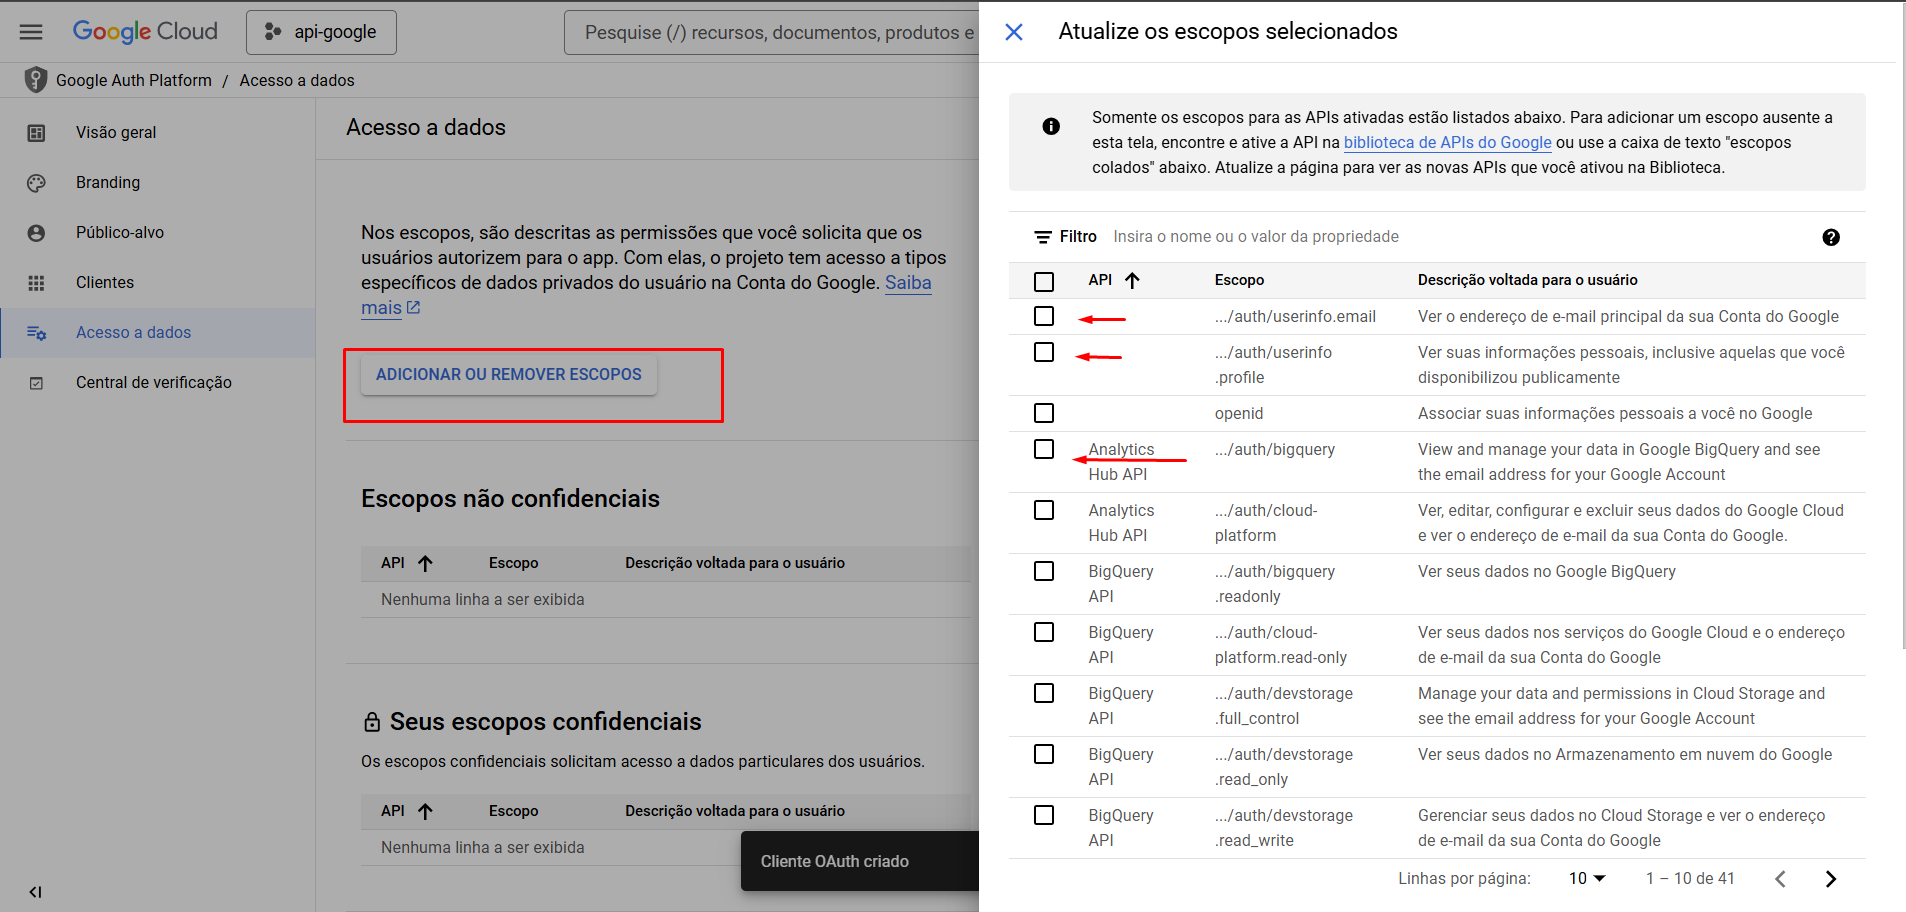 Google Cloud
api-google
Pesquise (/) recursos, documentos, produtos e
Google Auth Platform / Acesso a dados
Visão geral
Branding
Público-alvo
Clientes
Acesso a dados
Central de verificação
Acesso a dados
Nos escopos, são descritas as permissões que você solicita que os
usuários autorizem para o app. Com elas, o projeto tem acesso a tipos
específicos de dados privados do usuário na Conta do Google. Saiba
mais
ADICIONAR OU REMOVER ESCOPOS
Escopos não confidenciais
API Escopo Descrição voltada para o usuário
Nenhuma linha a ser exibida
Seus escopos confidenciais
Os escopos confidenciais solicitam acesso a dados particulares dos usuários.
API Escopo Descrição voltada para o usuário
Nenhuma linha a ser exibida
Cliente OAuth criado
Atualize os escopos selecionados
Somente os escopos para as APIs ativadas estão listados abaixo. Para adicionar um escopo ausente a
esta tela, encontre e ative a API na biblioteca de APIs do Google ou use a caixa de texto "escopos
colados" abaixo. Atualize a página para ver as novas APIs que você ativou na Biblioteca.
Filtro Insira o nome ou o valor da propriedade
API Escopo Descrição voltada para o usuário
.../auth/userinfo.email Ver o endereço de e-mail principal da sua Conta do Google
.../auth/userinfo Ver suas informações pessoais, inclusive aquelas que você
.profile disponibilizou publicamente
openid Associar suas informações pessoais a você no Google
Analytics .../auth/bigquery View and manage your data in Google BigQuery and see
Hub API the email address for your Google Account
Analytics .../auth/cloud- Ver, editar, configurar e excluir seus dados do Google Cloud
Hub API platform e ver o endereço de e-mail da sua Conta do Google.
BigQuery .../auth/bigquery Ver seus dados no Google BigQuery
API .readonly
BigQuery .../auth/cloud- Ver seus dados nos serviços do Google Cloud e o endereço
API platform.read-only de e-mail da sua Conta do Google
BigQuery .../auth/devstorage Manage your data and permissions in Cloud Storage and
API .full_control see the email address for your Google Account
BigQuery .../auth/devstorage Ver seus dados no Armazenamento em nuvem do Google
API .read_only
BigQuery .../auth/devstorage Gerenciar seus dados no Cloud Storage e ver o endereço
API .read_write de e-mail da sua Conta do Google
Linhas por página: 10 1 – 10 de 41